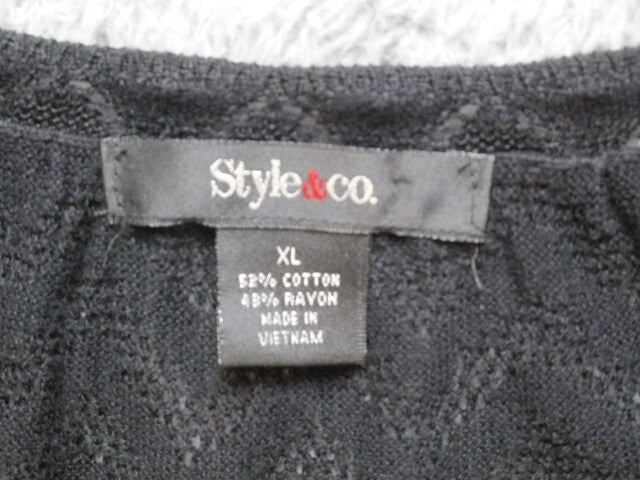 Style&co.
XL
52% COTTON
48% RAYON
MADE IN
VIETNAM